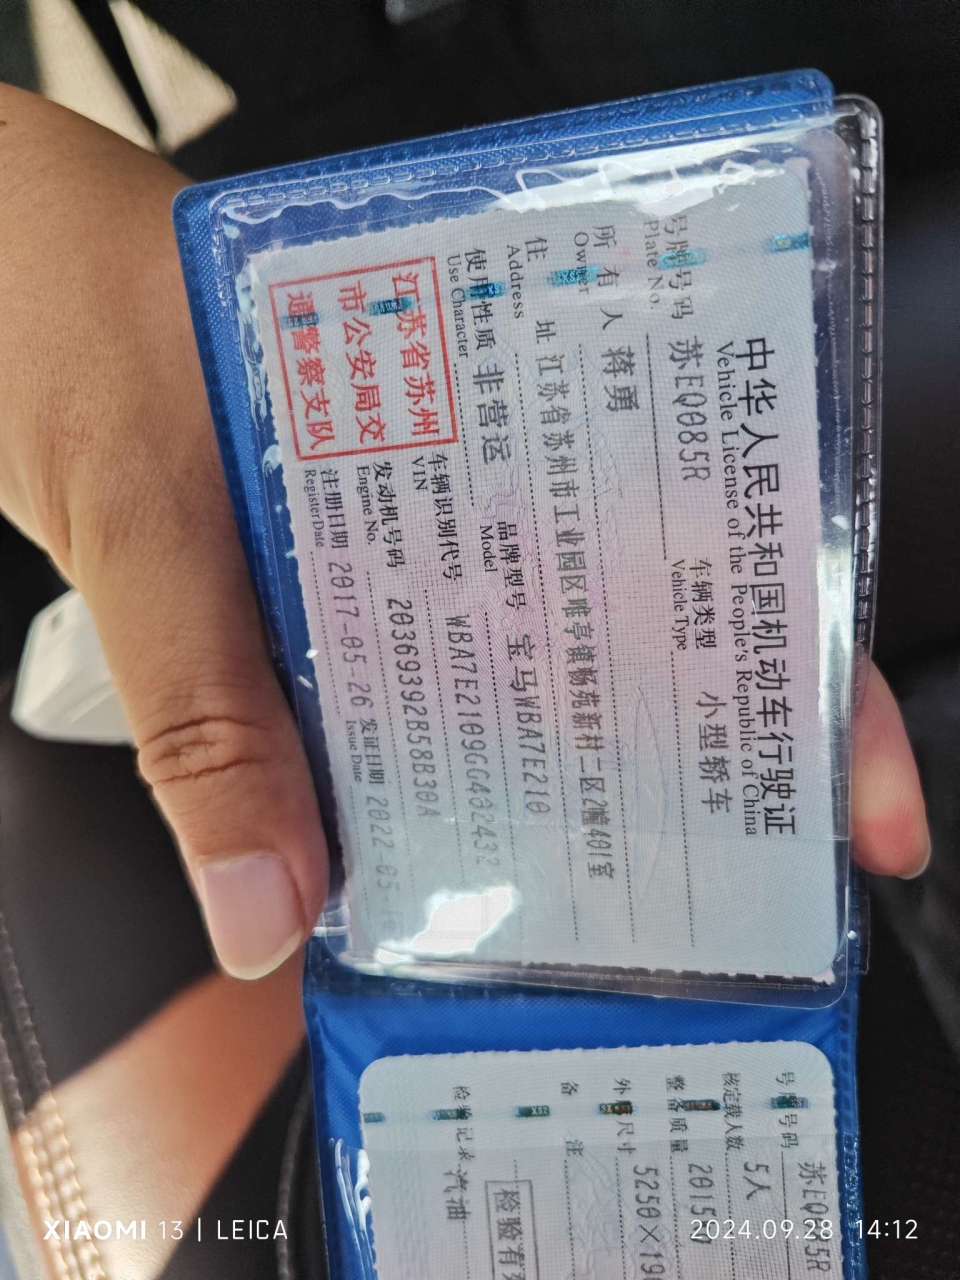 中华人民共和国机动车行驶证
Vehicle License of the People's Republic of China
号牌号码 苏EQ085R 车辆类型 小型轿车
Plate No. Vehicle Type
所有人 蒋勇
Owner
住址 江苏省苏州市工业园区唯亭镇杨苑新村二区2幢401室
Address
使用性质 非营运 品牌型号 宝马WBA7E210
Use Character Model
江苏省苏州
市公安局交
通警察支队
车辆识别代号 WBA7E2109GG402432
VIN
发动机号码 20369392B58B30A
Engine No.
注册日期 2017-05-26 发证日期 2022-05-
Register Date Issue Date
号牌号码 苏EQ085R
核定载人数 5人
整备质量 2015
外廓尺寸 5250×19
备注
检验有
检验记录 汽油
XIAOMI 13 | LEICA
2024.09.28 14:12